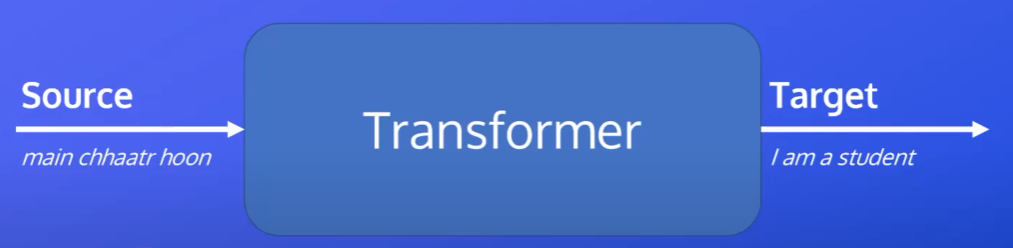 Source
main chhaatr hoon
Transformer
Target
I am a student